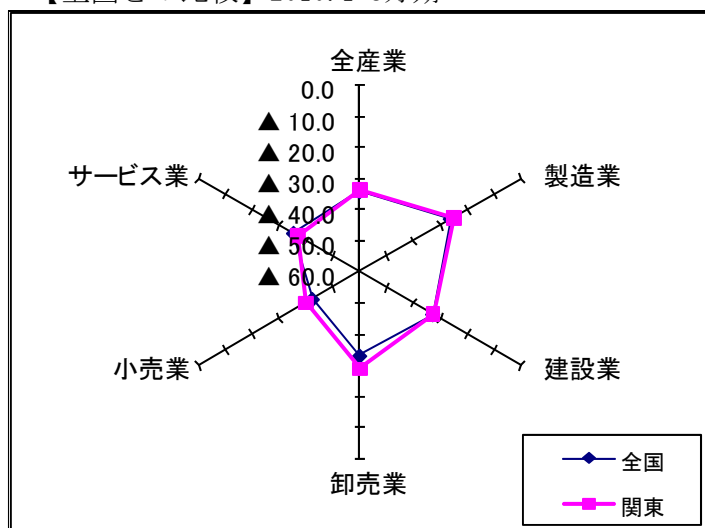 全産業
0.0
▲ 10.0
▲ 20.0
▲ 30.0
▲ 40.0
▲ 50.0
▲ 60.0
サービス業
製造業
小売業
建設業
卸売業
全国
関東